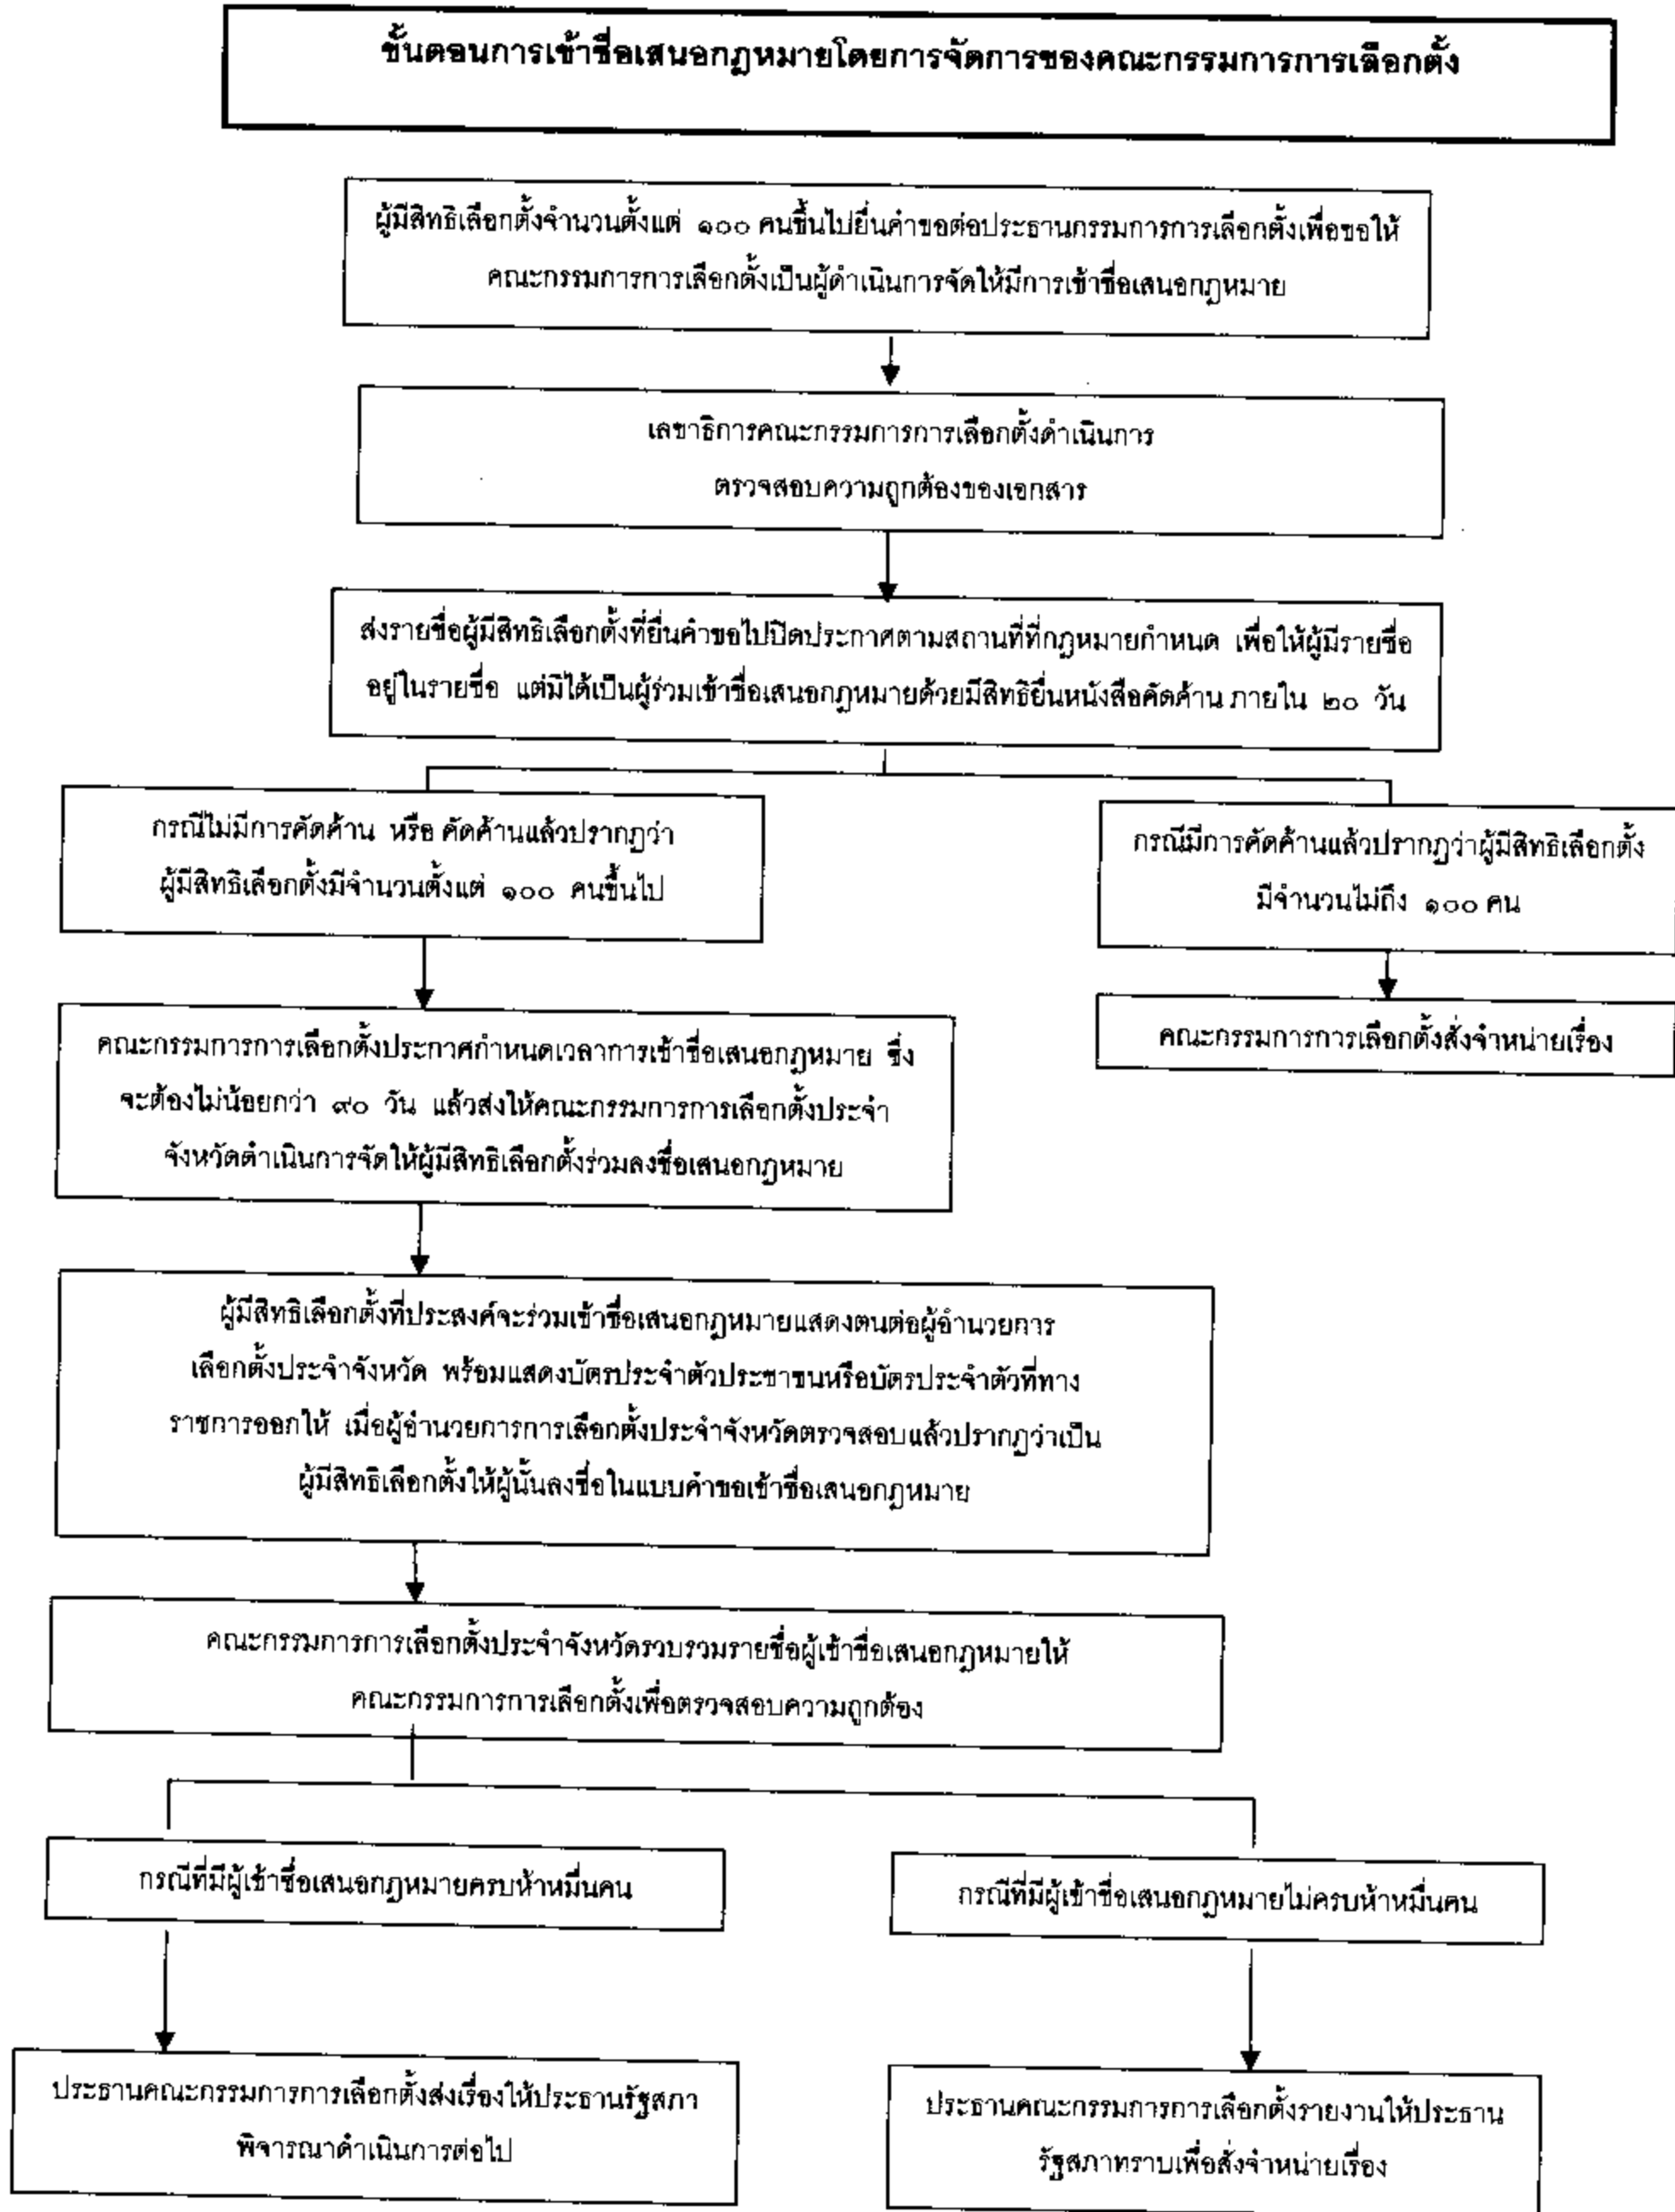 ขั้นตอนการเข้าชื่อเสนอกฎหมายโดยการจัดการของคณะกรรมการการเลือกตั้ง
ผู้มีสิทธิเลือกตั้งจำนวนตั้งแต่ ๑๐๐ คนขึ้นไปยื่นคำขอต่อประธานกรรมการการเลือกตั้งเพื่อขอให้
คณะกรรมการการเลือกตั้งเป็นผู้ดำเนินการจัดให้มีการเข้าชื่อเสนอกฎหมาย
เลขาธิการคณะกรรมการการเลือกตั้งดำเนินการ
ตรวจสอบความถูกต้องของเอกสาร
ส่งรายชื่อผู้มีสิทธิเลือกตั้งที่ยื่นคำขอไปปิดประกาศตามสถานที่ที่กฎหมายกำหนด เพื่อให้ผู้มีรายชื่อ
อยู่ในรายชื่อ แต่มิได้เป็นผู้ร่วมเข้าชื่อเสนอกฎหมายด้วยมีสิทธิยื่นหนังสือคัดค้าน ภายใน ๒๐ วัน
กรณีไม่มีการคัดค้าน หรือ คัดค้านแล้วปรากฏว่า
ผู้มีสิทธิเลือกตั้งมีจำนวนตั้งแต่ ๑๐๐ คนขึ้นไป
กรณีมีการคัดค้านแล้วปรากฏว่าผู้มีสิทธิเลือกตั้ง
มีจำนวนไม่ถึง ๑๐๐ คน
คณะกรรมการการเลือกตั้งสั่งจำหน่ายเรื่อง
คณะกรรมการการเลือกตั้งประกาศกำหนดเวลาการเข้าชื่อเสนอกฎหมาย ซึ่ง
จะต้องไม่น้อยกว่า ๙๐ วัน แล้วส่งให้คณะกรรมการการเลือกตั้งประจำ
จังหวัดดำเนินการจัดให้ผู้มีสิทธิเลือกตั้งร่วมลงชื่อเสนอกฎหมาย
ผู้มีสิทธิเลือกตั้งที่ประสงค์จะร่วมเข้าชื่อเสนอกฎหมายแสดงตนต่อผู้อำนวยการ
เลือกตั้งประจำจังหวัด พร้อมแสดงบัตรประจำตัวประชาชนหรือบัตรประจำตัวที่ทาง
ราชการออกให้ เมื่อผู้อำนวยการการเลือกตั้งประจำจังหวัดตรวจสอบแล้วปรากฏว่าเป็น
ผู้มีสิทธิเลือกตั้งให้ผู้นั้นลงชื่อในแบบคำขอเข้าชื่อเสนอกฎหมาย
คณะกรรมการการเลือกตั้งประจำจังหวัดรวบรวมรายชื่อผู้เข้าชื่อเสนอกฎหมายให้
คณะกรรมการการเลือกตั้งเพื่อตรวจสอบความถูกต้อง
กรณีที่มีผู้เข้าชื่อเสนอกฎหมายครบห้าหมื่นคน
กรณีที่มีผู้เข้าชื่อเสนอกฎหมายไม่ครบห้าหมื่นคน
ประธานคณะกรรมการการเลือกตั้งส่งเรื่องให้ประธานรัฐสภา
พิจารณาดำเนินการต่อไป
ประธานคณะกรรมการการเลือกตั้งรายงานให้ประธาน
รัฐสภาทราบเพื่อสั่งจำหน่ายเรื่อง